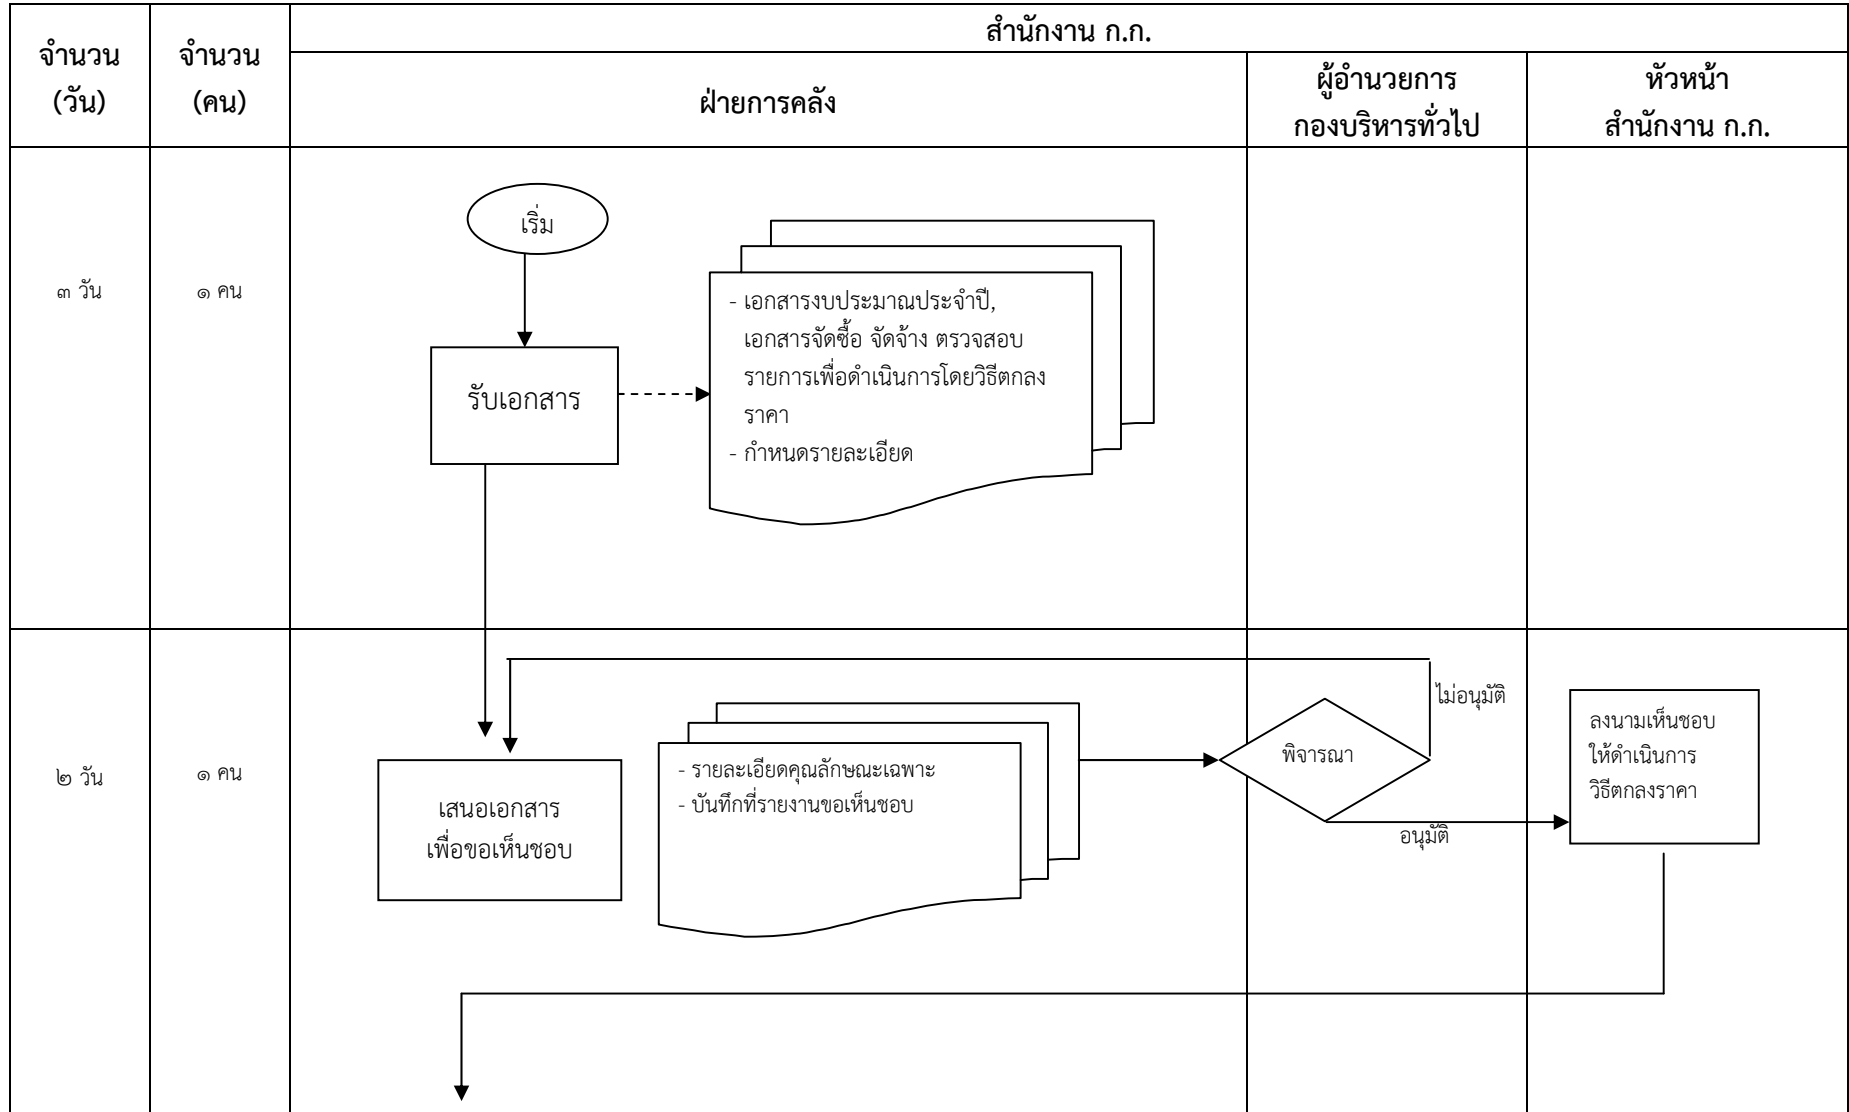 จำนวน
(วัน)
จำนวน
(คน)
สำนักงาน ก.ก.
ฝ่ายการคลัง
ผู้อำนวยการ
กองบริหารทั่วไป
หัวหน้า
สำนักงาน ก.ก.
๓ วัน
๑ คน
เริ่ม
รับเอกสาร
- เอกสารงบประมาณประจำปี,
เอกสารจัดซื้อ จัดจ้าง ตรวจสอบ
รายการเพื่อดำเนินการโดยวิธีตกลง
ราคา
- กำหนดรายละเอียด
๒ วัน
๑ คน
เสนอเอกสาร
เพื่อขอเห็นชอบ
- รายละเอียดคุณลักษณะเฉพาะ
- บันทึกที่รายงานขอเห็นชอบ
พิจารณา
ไม่อนุมัติ
อนุมัติ
ลงนามเห็นชอบ
ให้ดำเนินการ
วิธีตกลงราคา